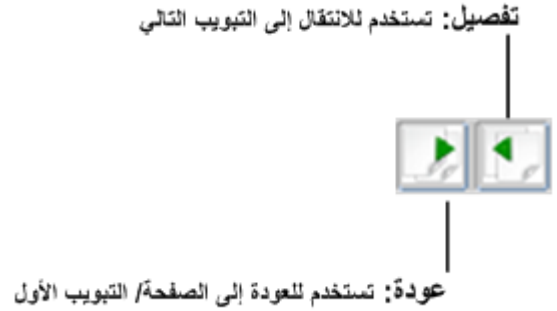 تفصيل: تستخدم للانتقال إلى التبويب التالي
عودة: تستخدم للعودة إلى الصفحة/ التبويب الأول